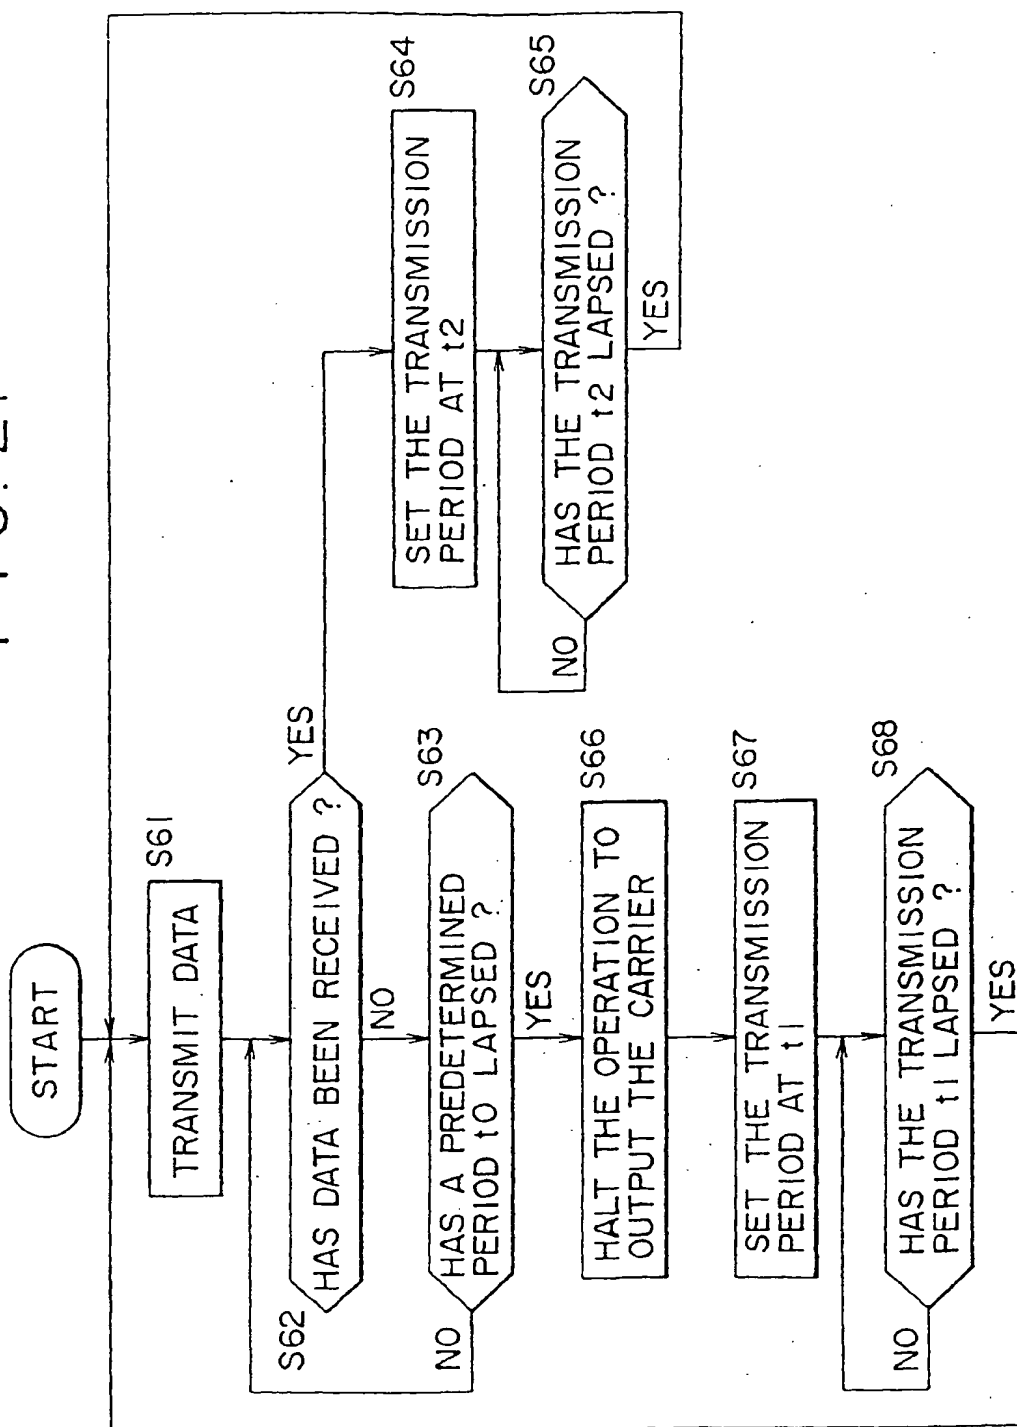 START
TRANSMIT DATA
S61
S62
HAS DATA BEEN RECEIVED ?
YES
NO
HAS A PREDETERMINED
PERIOD t0 LAPSED ?
S63
NO
YES
SET THE TRANSMISSION
PERIOD AT t2
S64
HAS THE TRANSMISSION
PERIOD t2 LAPSED ?
S65
NO
YES
HALT THE OPERATION TO
OUTPUT THE CARRIER
S66
SET THE TRANSMISSION
PERIOD AT t1
S67
HAS THE TRANSMISSION
PERIOD t1 LAPSED ?
S68
NO
YES